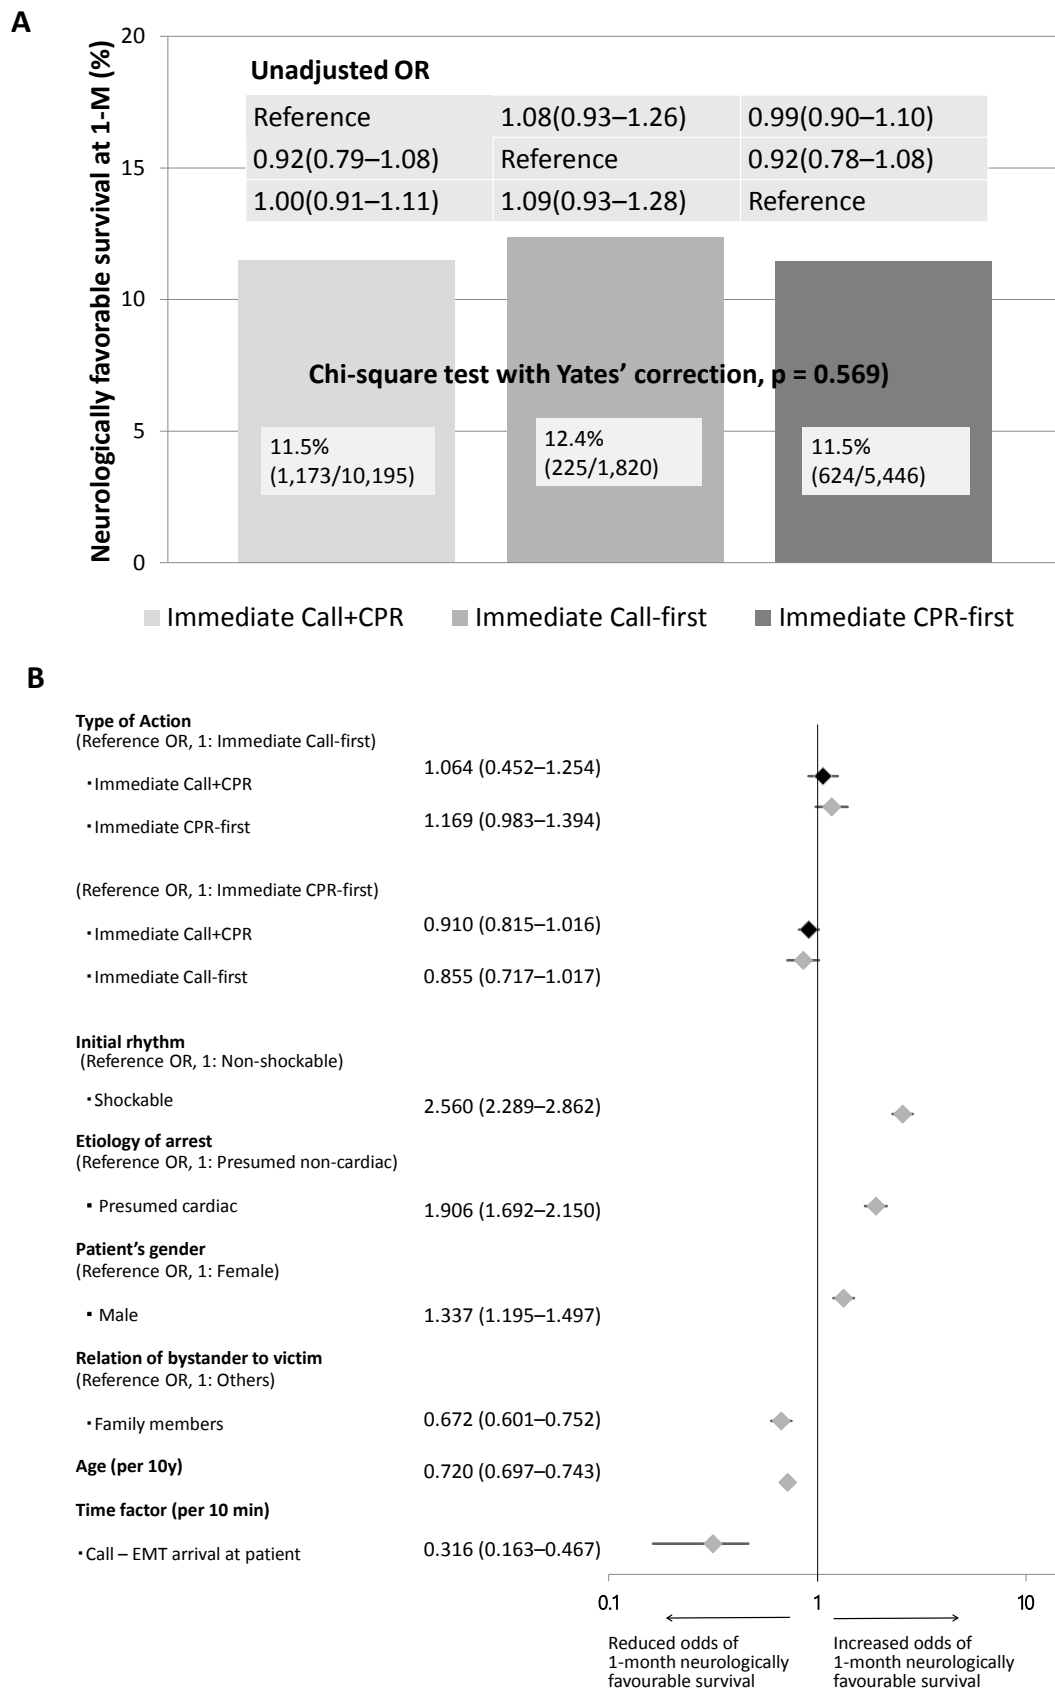 A
Neurologically favorable survival at 1-M (%)
20
15
10
5
0
Unadjusted OR
Reference 1.08(0.93–1.26) 0.99(0.90–1.10)
0.92(0.79–1.08) Reference 0.92(0.78–1.08)
1.00(0.91–1.11) 1.09(0.93–1.28) Reference
Chi-square test with Yates’ correction, p = 0.569)
11.5%
(1,173/10,195)
12.4%
(225/1,820)
11.5%
(624/5,446)
Immediate Call+CPR Immediate Call-first Immediate CPR-first
B
Type of Action
(Reference OR, 1: Immediate Call-first)
・Immediate Call+CPR 1.064 (0.452–1.254)
・Immediate CPR-first 1.169 (0.983–1.394)
(Reference OR, 1: Immediate CPR-first)
・Immediate Call+CPR 0.910 (0.815–1.016)
・Immediate Call-first 0.855 (0.717–1.017)
Initial rhythm
(Reference OR, 1: Non-shockable)
・Shockable 2.560 (2.289–2.862)
Etiology of arrest
(Reference OR, 1: Presumed non-cardiac)
▪ Presumed cardiac 1.906 (1.692–2.150)
Patient’s gender
(Reference OR, 1: Female)
▪ Male 1.337 (1.195–1.497)
Relation of bystander to victim
(Reference OR, 1: Others)
・Family members 0.672 (0.601–0.752)
Age (per 10y) 0.720 (0.697–0.743)
Time factor (per 10 min)
・Call – EMT arrival at patient 0.316 (0.163–0.467)
0.1 1 10
Reduced odds of
1-month neurologically
favourable survival
Increased odds of
1-month neurologically
favourable survival